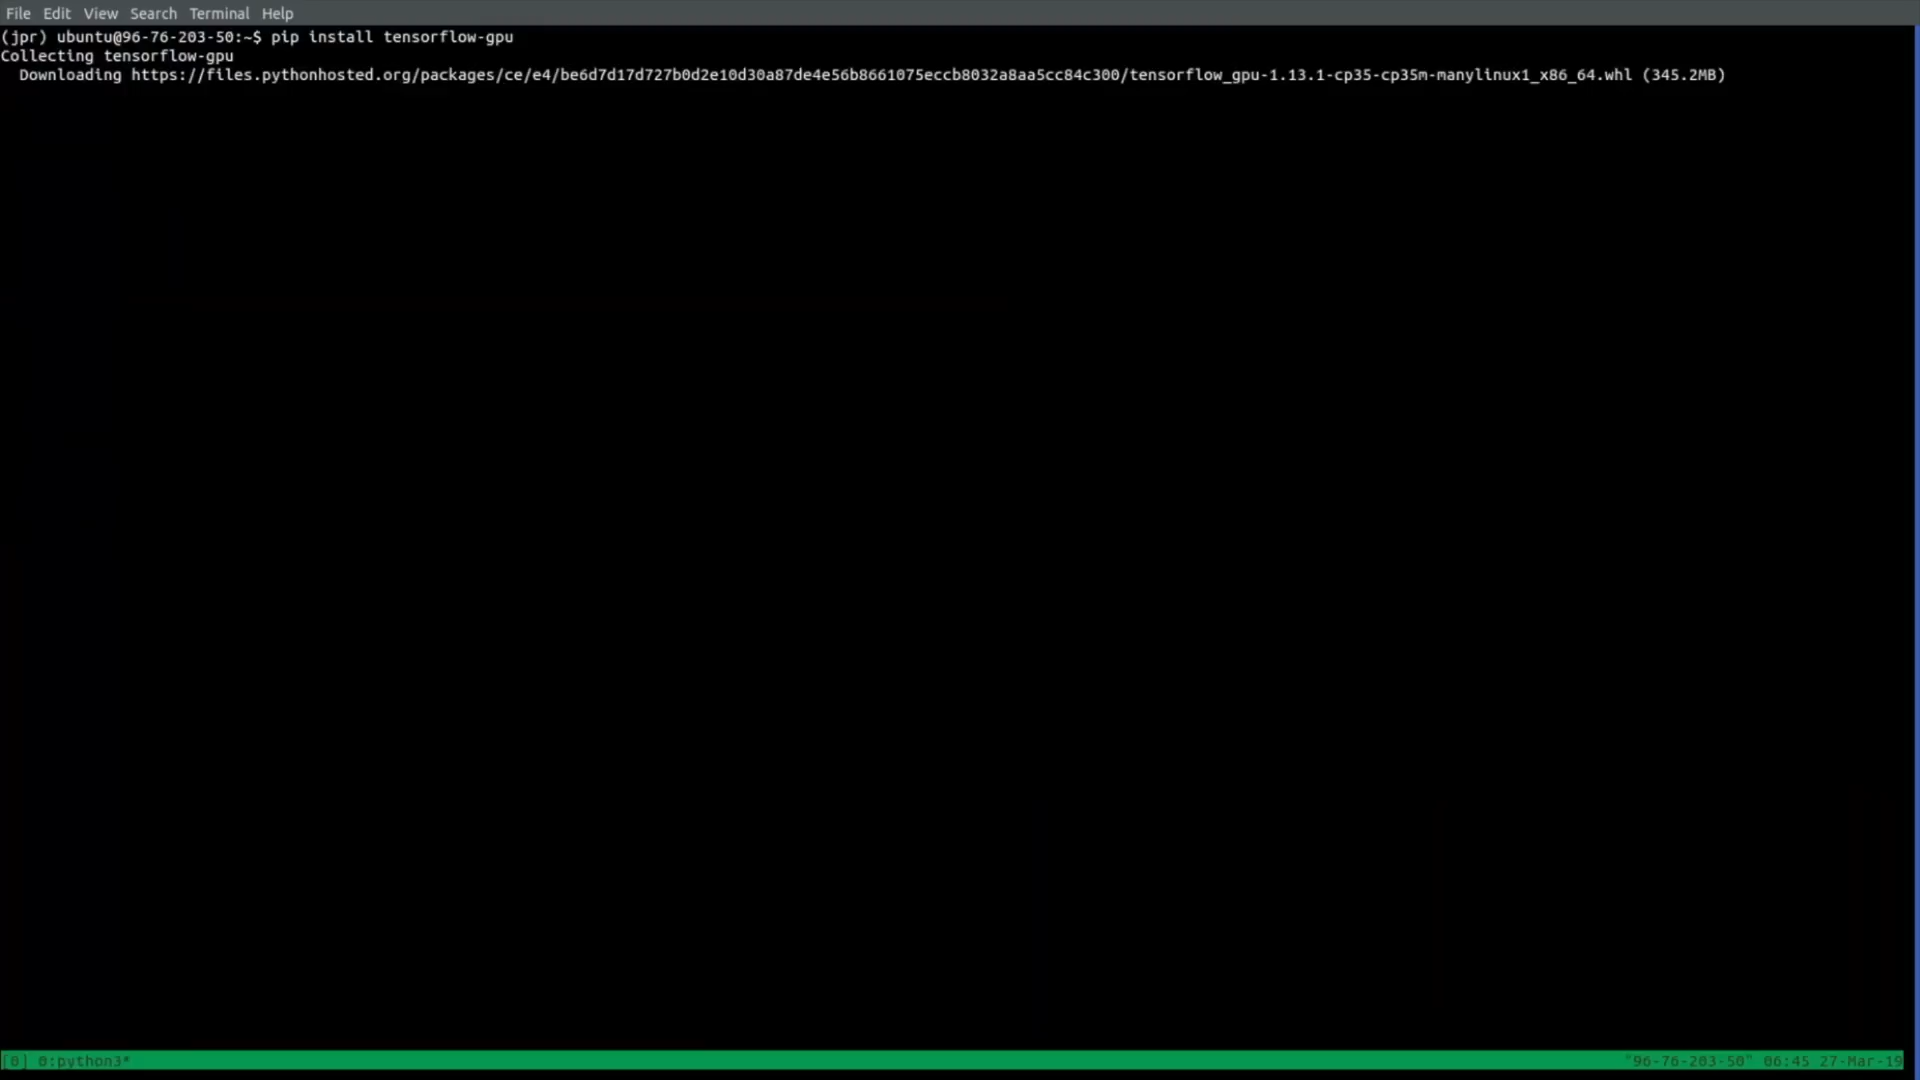 File Edit View Search Terminal Help
(jpr) ubuntu@96-76-203-50:~$ pip install tensorflow-gpu
Collecting tensorflow-gpu
Downloading https://files.pythonhosted.org/packages/ce/e4/be6d7d17d727b0d2e10d30a87de4e56b8661075eccb8032a8aa5cc84c300/tensorflow_gpu-1.13.1-cp35-cp35m-manylinux1_x86_64.whl (345.2MB)
[0] 0:python3* "96-76-203-50" 06:45 27-Mar-19